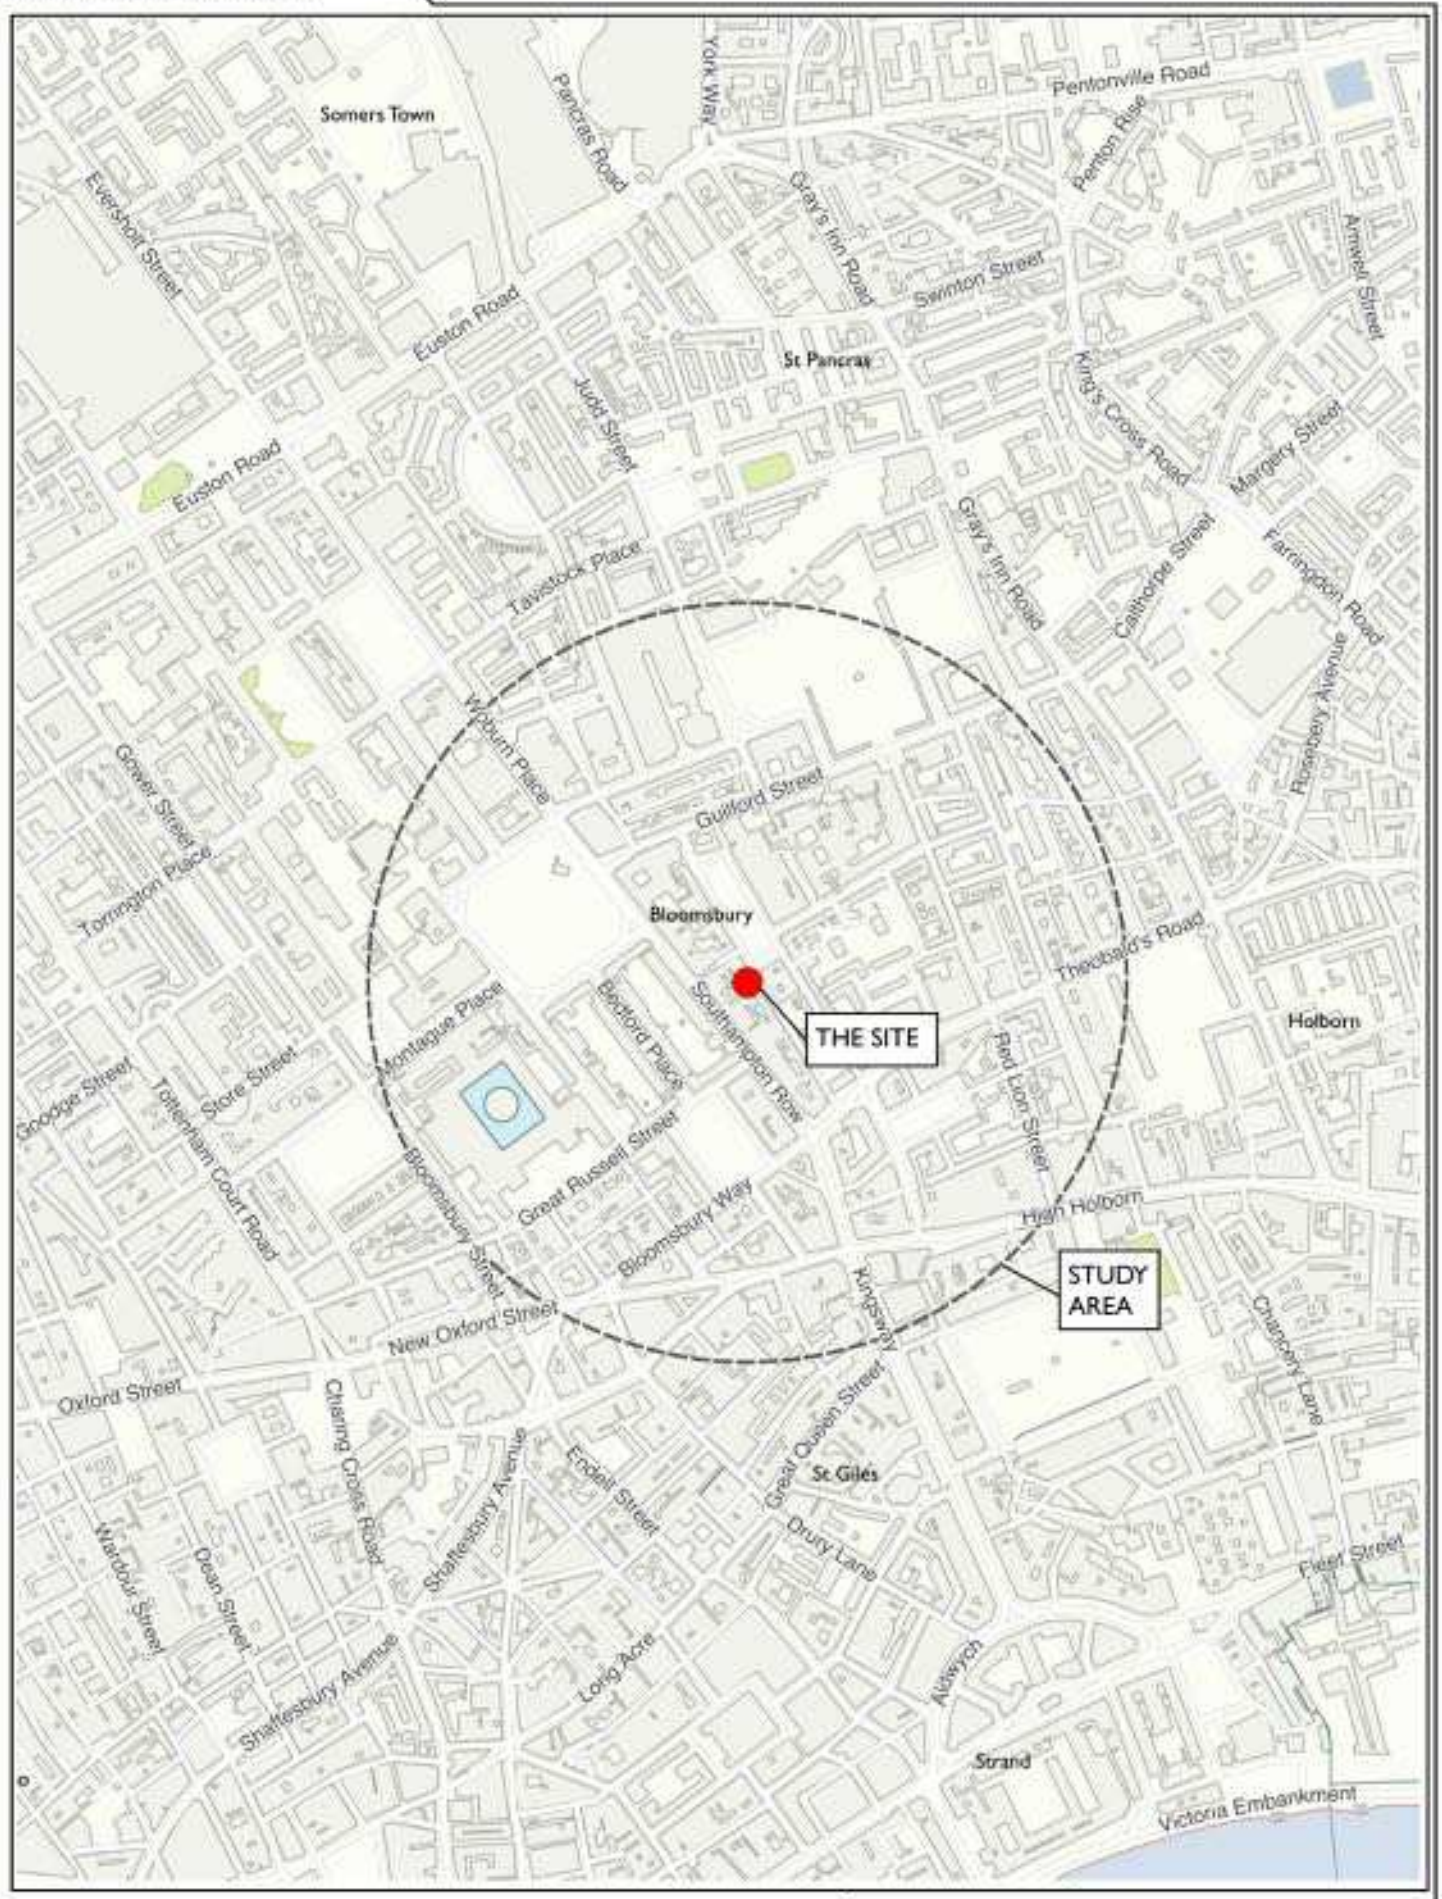 York Way
Pentonville Road
Somers Town
Pancras Road
Penton Rise
Eversholt Street
Gray's Inn Road
Amwell Street
Swinton Street
Euston Road
St Pancras
Judd Street
King's Cross Road
Margery Street
Euston Road
Gray's Inn Road
Calthorpe Street
Farringdon Road
Tavistock Place
Rosebery Avenue
Woburn Place
Gower Street
Guilford Street
Torrington Place
Bloomsbury
Theobald's Road
Montague Place
Bedford Place
Southampton Row
THE SITE
Holborn
Goodge Street
Store Street
Tottenham Court Road
Red Lion Street
Great Russell Street
Bloomsbury Street
Bloomsbury Way
High Holborn
STUDY
AREA
Kingsway
New Oxford Street
Chancery Lane
Oxford Street
Charing Cross Road
Great Queen Street
Shaftesbury Avenue
Endell Street
St Giles
Drury Lane
Wardour Street
Dean Street
Fleet Street
Long Acre
Shaftesbury Avenue
Aldwych
Strand
Victoria Embankment